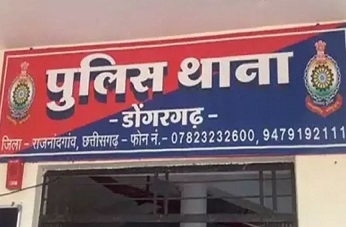 पुलिस थाना
- डोंगरगढ़ -
जिला - राजनांदगांव, छत्तीसगढ़ - फोन नं.- 07823232600, 9479192111